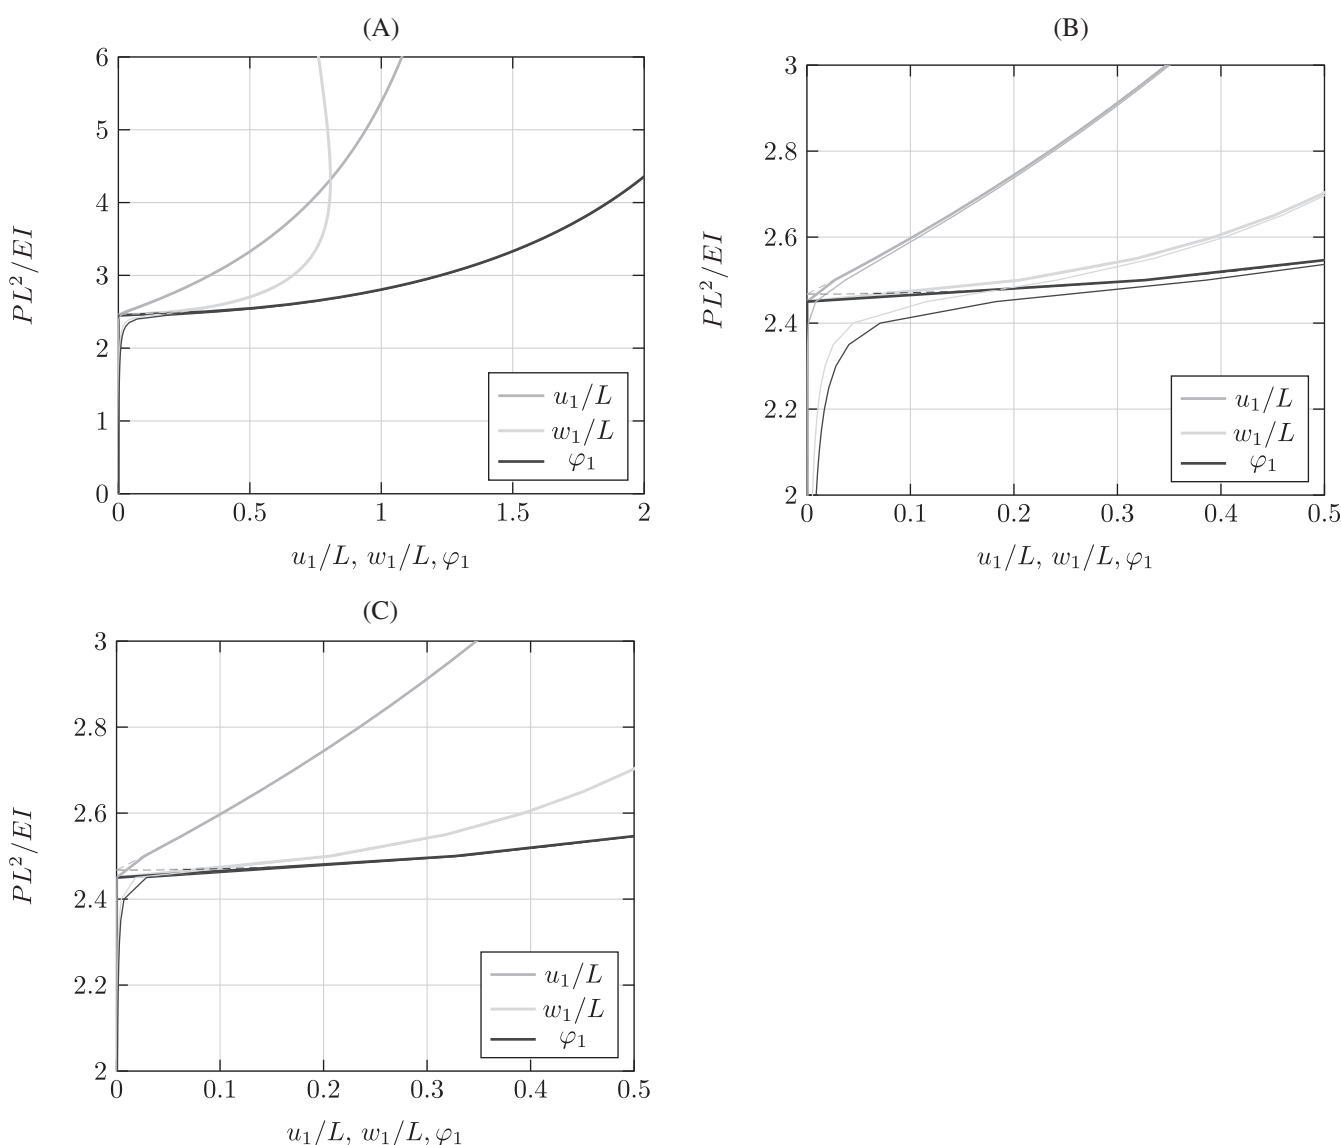 (A)
6
5
4
3
2
1
0
PL²/EI
u₁/L
w₁/L
φ₁
0 0.5 1 1.5 2
u₁/L, w₁/L, φ₁
(B)
3
2.8
2.6
2.4
2.2
2
PL²/EI
u₁/L
w₁/L
φ₁
0 0.1 0.2 0.3 0.4 0.5
u₁/L, w₁/L, φ₁
(C)
3
2.8
2.6
2.4
2.2
2
PL²/EI
u₁/L
w₁/L
φ₁
0 0.1 0.2 0.3 0.4 0.5
u₁/L, w₁/L, φ₁